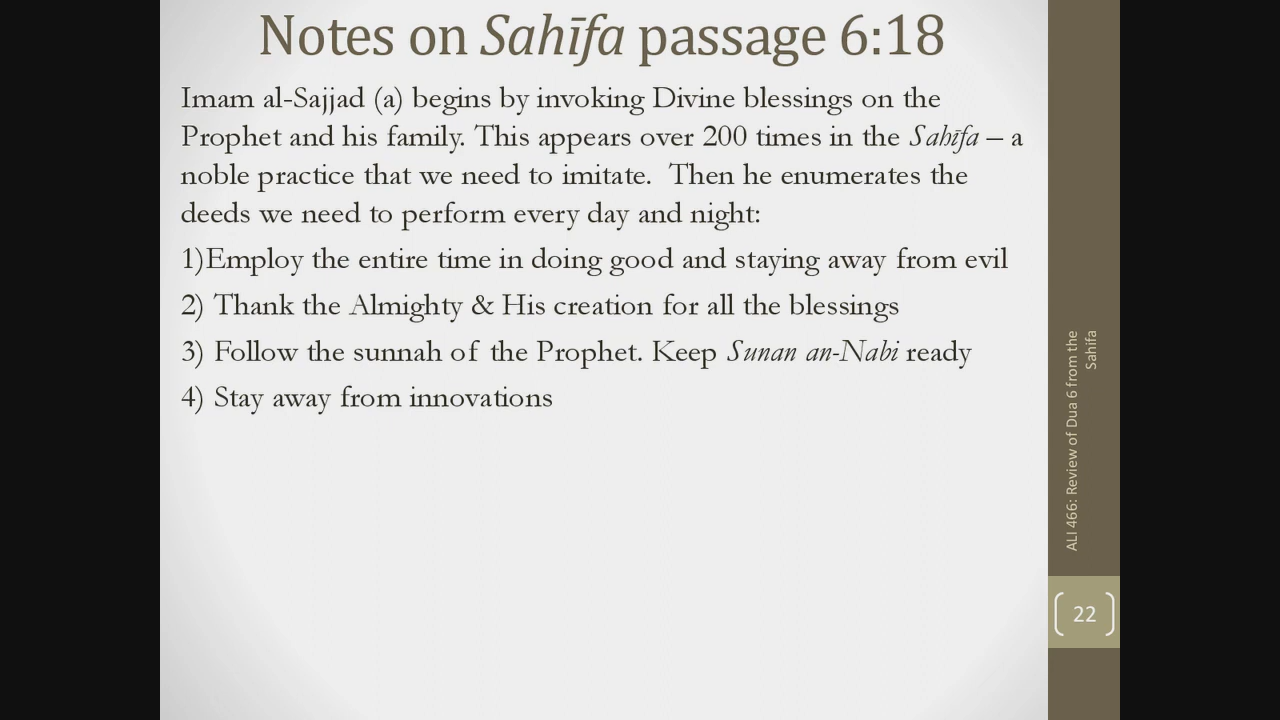 Notes on Sahīfa passage 6:18
Imam al-Sajjad (a) begins by invoking Divine blessings on the
Prophet and his family. This appears over 200 times in the Sahīfa – a
noble practice that we need to imitate.  Then he enumerates the
deeds we need to perform every day and night:
1)Employ the entire time in doing good and staying away from evil
2) Thank the Almighty & His creation for all the blessings
3) Follow the sunnah of the Prophet. Keep Sunan an-Nabi ready
4) Stay away from innovations
ALI 466: Review of Dua 6 from the
Sahifa
22